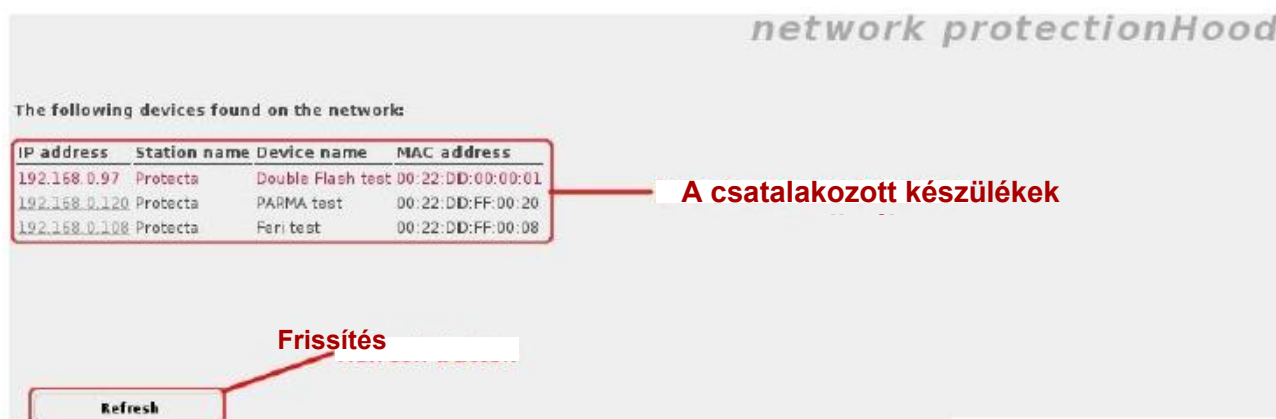 network protectionHood
The following devices found on the network:
IP address Station name Device name MAC address
192.168.0.97 Protecta Double Flash test 00:22:DD:00:00:01
192.168.0.120 Protecta PARMA test 00:22:DD:FF:00:20
192.168.0.108 Protecta Feri test 00:22:DD:FF:00:08
A csatalakozott készülékek
Frissítés
Refresh